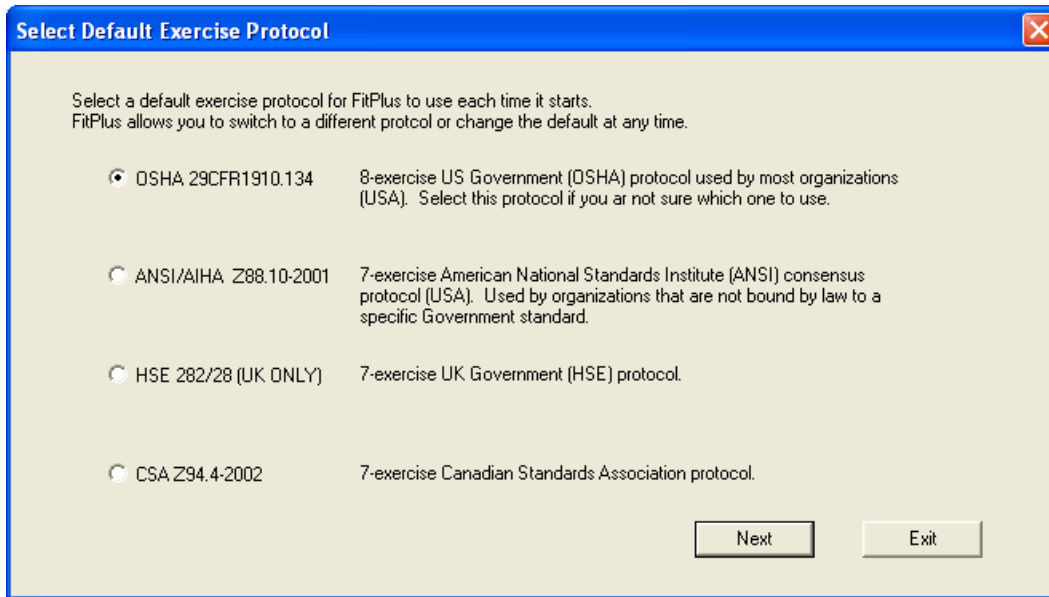 Select Default Exercise Protocol
Select a default exercise protocol for FitPlus to use each time it starts.
FitPlus allows you to switch to a different protcol or change the default at any time.
OSHA 29CFR1910.134
8-exercise US Government (OSHA) protocol used by most organizations
(USA). Select this protocol if you ar not sure which one to use.
ANSI/AIHA Z88.10-2001
7-exercise American National Standards Institute (ANSI) consensus
protocol (USA). Used by organizations that are not bound by law to a
specific Government standard.
HSE 282/28 (UK ONLY)
7-exercise UK Government (HSE) protocol.
CSA Z94.4-2002
7-exercise Canadian Standards Association protocol.
Next
Exit